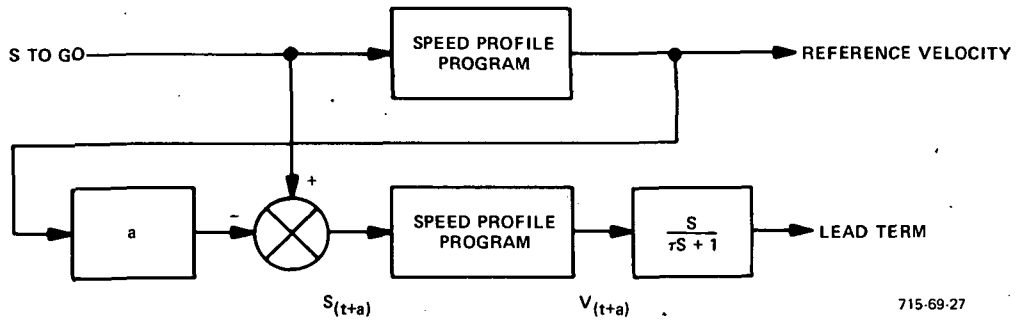 S TO GO
SPEED PROFILE
PROGRAM
REFERENCE VELOCITY
a
-
+
SPEED PROFILE
PROGRAM
S
τS + 1
LEAD TERM
S(t+a)
V(t+a)
715-69-27